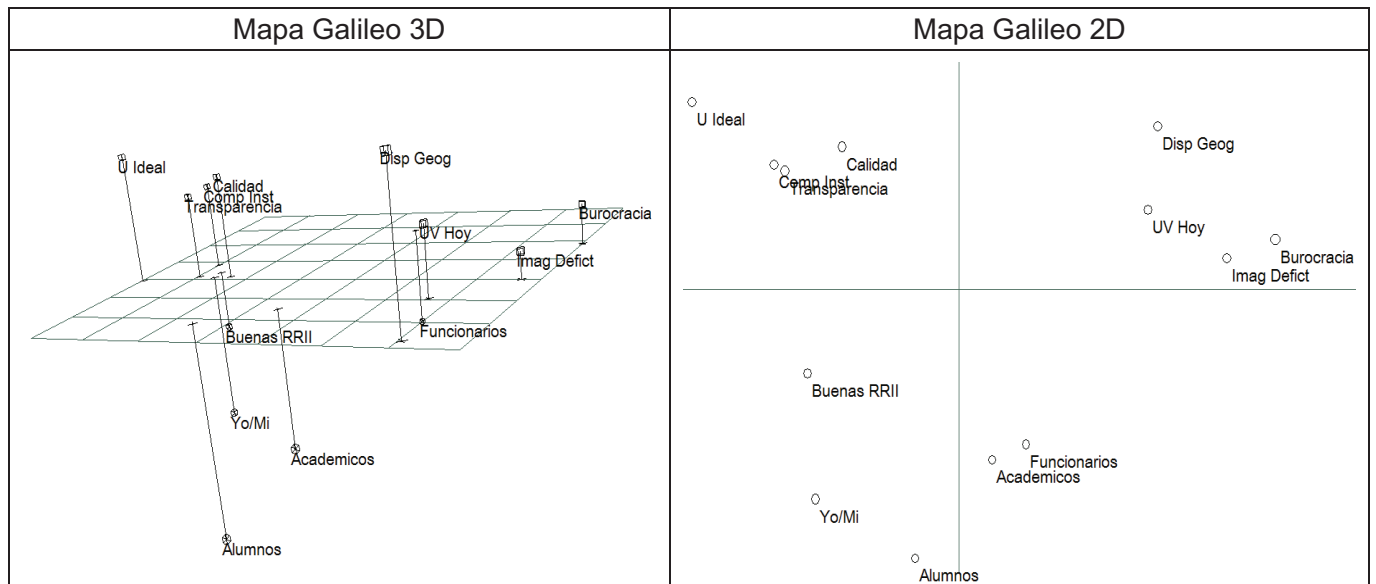 Mapa Galileo 3D
Mapa Galileo 2D
U Ideal
Disp Geog
Calidad
Comp Inst
Transparencia
Burocracia
UV Hoy
Imag Defict
Buenas RRII
Funcionarios
Yo/Mi
Academicos
Alumnos
U Ideal
Disp Geog
Calidad
Comp Inst
Transparencia
UV Hoy
Burocracia
Imag Defict
Buenas RRII
Funcionarios
Academicos
Yo/Mi
Alumnos